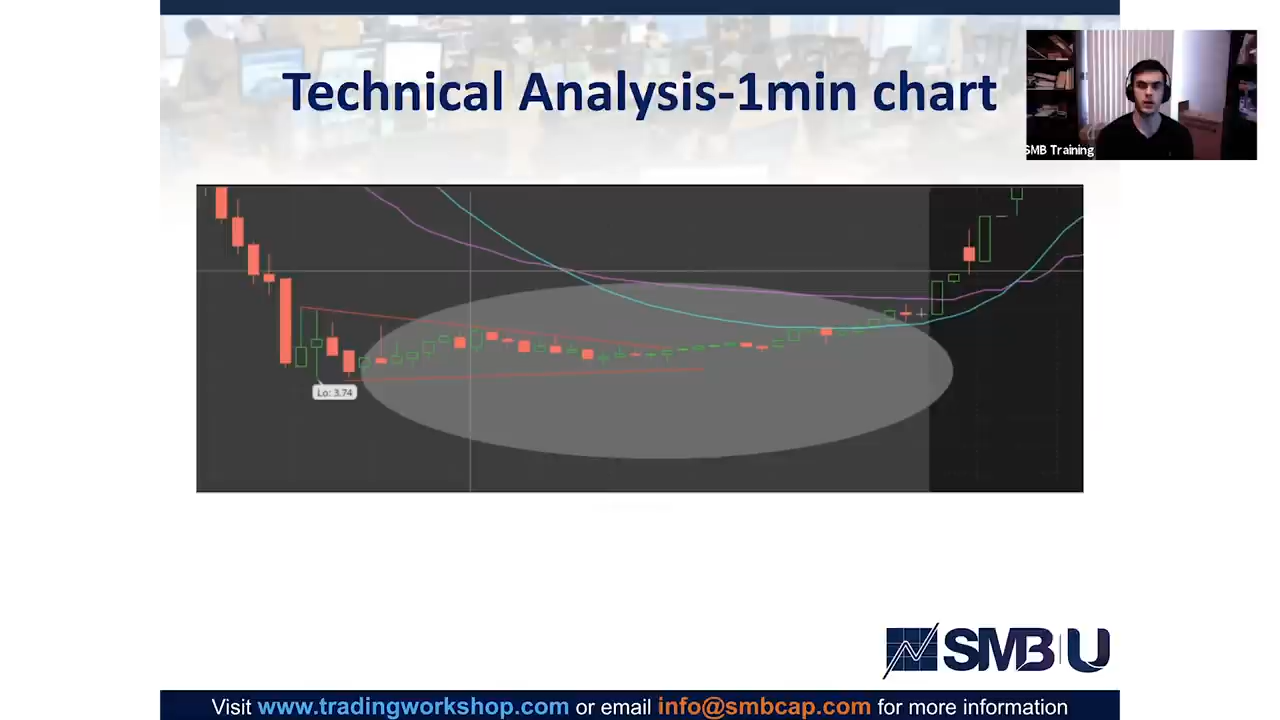 Technical Analysis-1min chart
SMB Training
Lo: 3.74
SMB U
Visit www.tradingworkshop.com or email info@smbcap.com for more information